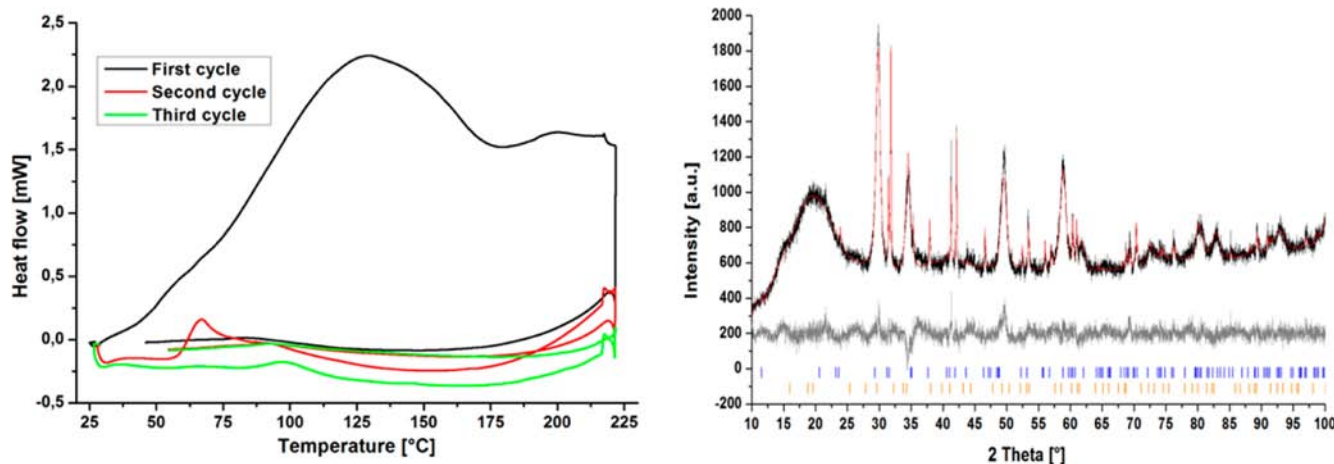 2,5
2,0
1,5
1,0
0,5
0,0
-0,5
Heat flow [mW]
First cycle
Second cycle
Third cycle
25 50 75 100 125 150 175 200 225
Temperature [°C]
2000
1800
1600
1400
1200
1000
800
600
400
200
0
-200
Intensity [a.u.]
10 15 20 25 30 35 40 45 50 55 60 65 70 75 80 85 90 95 100
2 Theta [°]